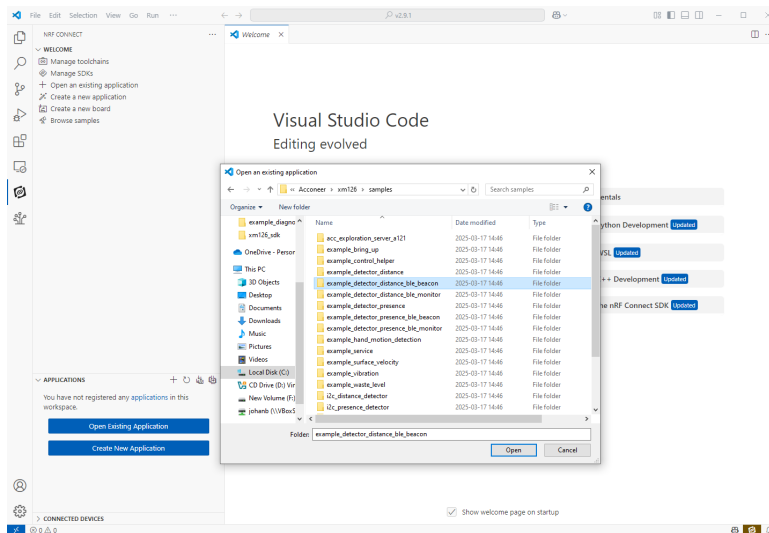 File Edit Selection View Go Run ···
v2.9.1
NRF CONNECT
WELCOME
Manage toolchains
Manage SDKs
Open an existing application
Create a new application
Create a new board
Browse samples
Welcome
Visual Studio Code
Editing evolved
Open an existing application
« Acconeer › xm126 › samples
Search samples
Organize
New folder
Name Date modified Type
acc_exploration_server_a121 2025-03-17 14:46 File folder
example_bring_up 2025-03-17 14:46 File folder
example_control_helper 2025-03-17 14:46 File folder
example_detector_distance 2025-03-17 14:46 File folder
example_detector_distance_ble_beacon 2025-03-17 14:46 File folder
example_detector_distance_ble_monitor 2025-03-17 14:46 File folder
example_detector_presence 2025-03-17 14:46 File folder
example_detector_presence_ble_beacon 2025-03-17 14:46 File folder
example_detector_presence_ble_monitor 2025-03-17 14:46 File folder
example_hand_motion_detection 2025-03-17 14:46 File folder
example_service 2025-03-17 14:46 File folder
example_surface_velocity 2025-03-17 14:46 File folder
example_vibration 2025-03-17 14:46 File folder
example_waste_level 2025-03-17 14:46 File folder
i2c_distance_detector 2025-03-17 14:46 File folder
i2c_presence_detector 2025-03-17 14:46 File folder
example_diagno
xm126_sdk
OneDrive - Person
This PC
3D Objects
Desktop
Documents
Downloads
Music
Pictures
Videos
Local Disk (C:)
CD Drive (D:) Vir
New Volume (F:)
johanb (\\VBoxS
Folder: example_detector_distance_ble_beacon
Open
Cancel
entals
ython Development Updated
WSL Updated
++ Development Updated
he nRF Connect SDK Updated
APPLICATIONS
You have not registered any applications in this
workspace.
Open Existing Application
Create New Application
CONNECTED DEVICES
Show welcome page on startup
0 0